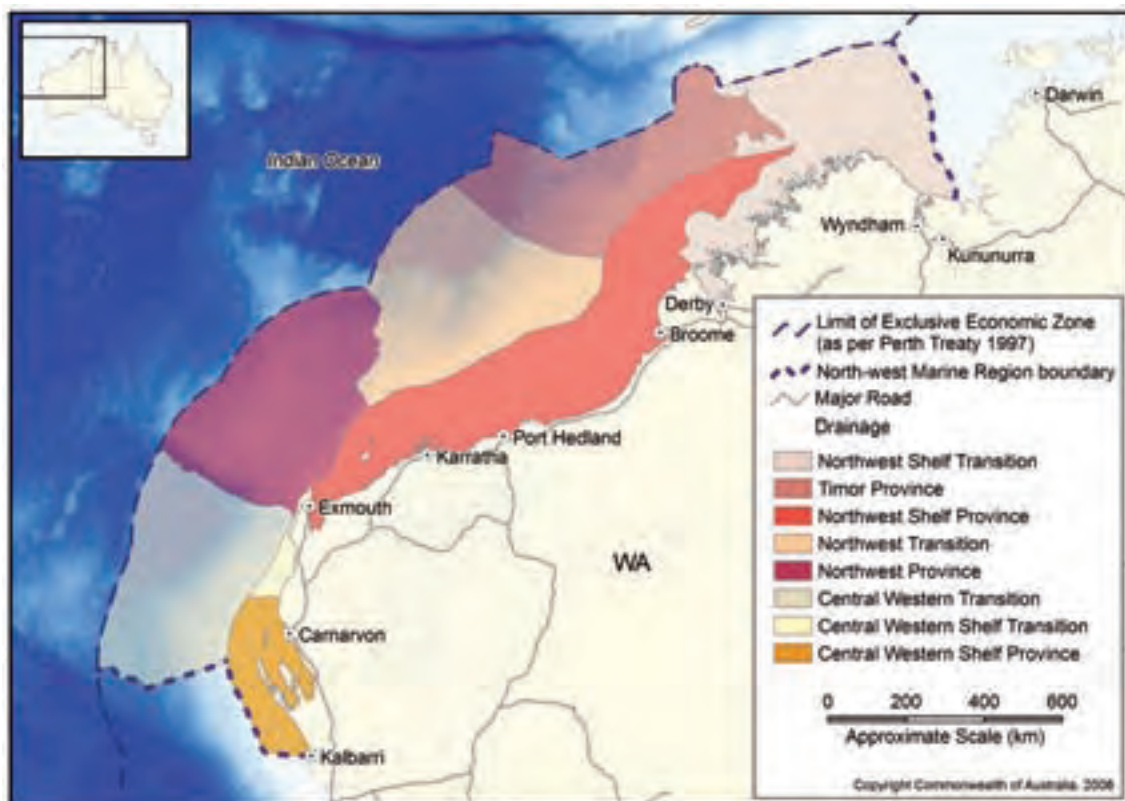 Indian Ocean
Darwin
Wyndham
Kununurra
Derby
Broome
Port Hedland
Karratha
Exmouth
WA
Carnarvon
Kalbarri
Limit of Exclusive Economic Zone
(as per Perth Treaty 1997)
North-west Marine Region boundary
Major Road
Drainage
Northwest Shelf Transition
Timor Province
Northwest Shelf Province
Northwest Transition
Northwest Province
Central Western Transition
Central Western Shelf Transition
Central Western Shelf Province
0 200 400 600
Approximate Scale (km)
Copyright Commonwealth of Australia, 2006